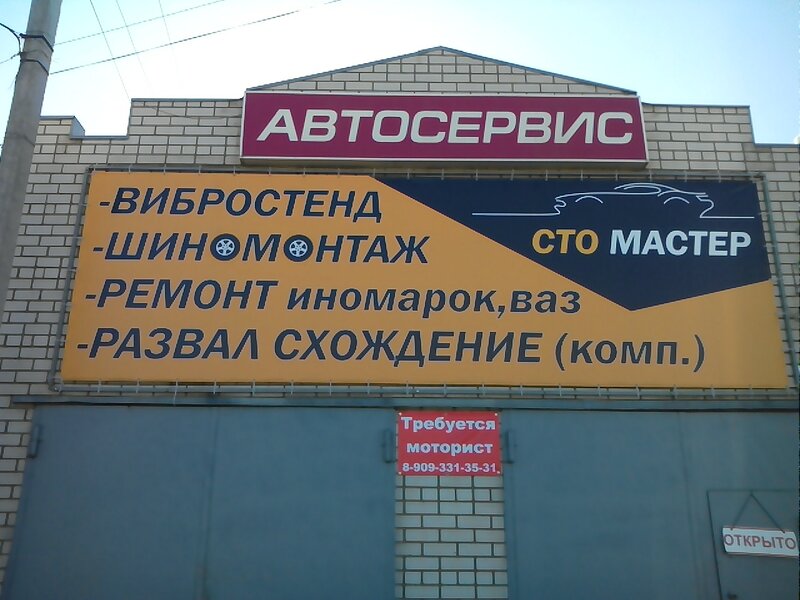 АВТОСЕРВИС
-ВИБРОСТЕНД
-ШИНОМОНТАЖ
-РЕМОНТ иномарок,ваз
-РАЗВАЛ СХОЖДЕНИЕ (комп.)
СТО МАСТЕР
Требуется
моторист
8-909-331-35-31
ОТКРЫТО